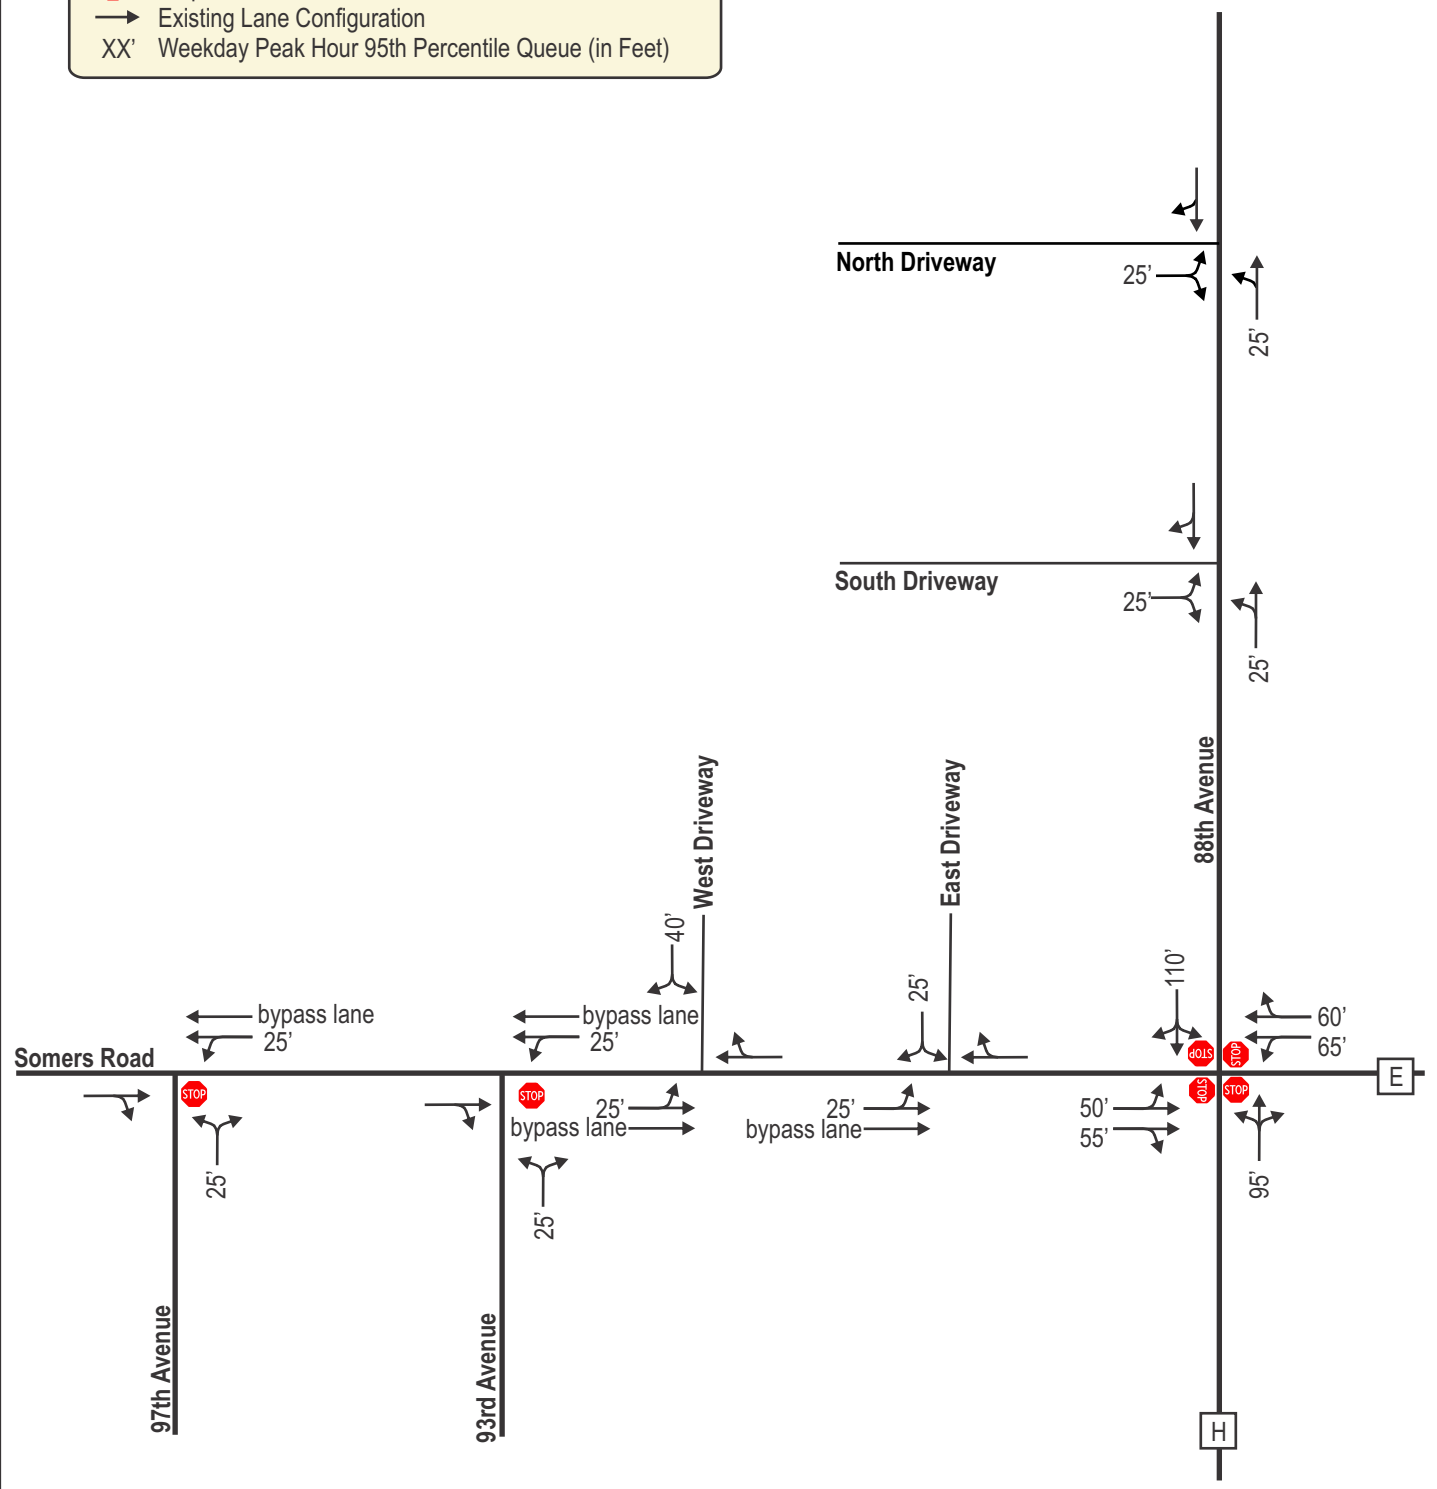 Existing Lane Configuration
XX' Weekday Peak Hour 95th Percentile Queue (in Feet)
North Driveway
25'
25'
South Driveway
25'
25'
88th Avenue
West Driveway
East Driveway
40'
25'
110'
bypass lane
25'
bypass lane
25'
60'
65'
Somers Road
STOP
STOP
E
STOP
STOP
STOP
STOP
25'
bypass lane
25'
bypass lane
50'
55'
95'
25'
25'
97th Avenue
93rd Avenue
H